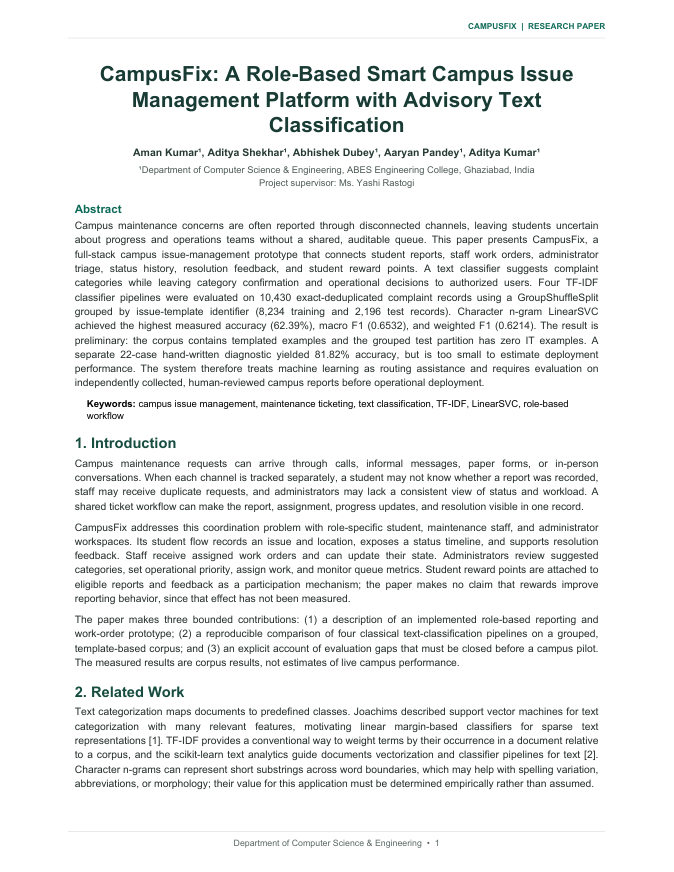 CAMPUSFIX | RESEARCH PAPER
CampusFix: A Role-Based Smart Campus Issue
Management Platform with Advisory Text
Classification
Aman Kumar¹, Aditya Shekhar¹, Abhishek Dubey¹, Aaryan Pandey¹, Aditya Kumar¹
¹Department of Computer Science & Engineering, ABES Engineering College, Ghaziabad, India
Project supervisor: Ms. Yashi Rastogi
Abstract
Campus maintenance concerns are often reported through disconnected channels, leaving students uncertain
about progress and operations teams without a shared, auditable queue. This paper presents CampusFix, a
full-stack campus issue-management prototype that connects student reports, staff work orders, administrator
triage, status history, resolution feedback, and student reward points. A text classifier suggests complaint
categories while leaving category confirmation and operational decisions to authorized users. Four TF-IDF
classifier pipelines were evaluated on 10,430 exact-deduplicated complaint records using a GroupShuffleSplit
grouped by issue-template identifier (8,234 training and 2,196 test records). Character n-gram LinearSVC
achieved the highest measured accuracy (62.39%), macro F1 (0.6532), and weighted F1 (0.6214). The result is
preliminary: the corpus contains templated examples and the grouped test partition has zero IT examples. A
separate 22-case hand-written diagnostic yielded 81.82% accuracy, but is too small to estimate deployment
performance. The system therefore treats machine learning as routing assistance and requires evaluation on
independently collected, human-reviewed campus reports before operational deployment.
Keywords: campus issue management, maintenance ticketing, text classification, TF-IDF, LinearSVC, role-based
workflow
1. Introduction
Campus maintenance requests can arrive through calls, informal messages, paper forms, or in-person
conversations. When each channel is tracked separately, a student may not know whether a report was recorded,
staff may receive duplicate requests, and administrators may lack a consistent view of status and workload. A
shared ticket workflow can make the report, assignment, progress updates, and resolution visible in one record.
CampusFix addresses this coordination problem with role-specific student, maintenance staff, and administrator
workspaces. Its student flow records an issue and location, exposes a status timeline, and supports resolution
feedback. Staff receive assigned work orders and can update their state. Administrators review suggested
categories, set operational priority, assign work, and monitor queue metrics. Student reward points are attached to
eligible reports and feedback as a participation mechanism; the paper makes no claim that rewards improve
reporting behavior, since that effect has not been measured.
The paper makes three bounded contributions: (1) a description of an implemented role-based reporting and
work-order prototype; (2) a reproducible comparison of four classical text-classification pipelines on a grouped,
template-based corpus; and (3) an explicit account of evaluation gaps that must be closed before a campus pilot.
The measured results are corpus results, not estimates of live campus performance.
2. Related Work
Text categorization maps documents to predefined classes. Joachims described support vector machines for text
categorization with many relevant features, motivating linear margin-based classifiers for sparse text
representations [1]. TF-IDF provides a conventional way to weight terms by their occurrence in a document relative
to a corpus, and the scikit-learn text analytics guide documents vectorization and classifier pipelines for text [2].
Character n-grams can represent short substrings across word boundaries, which may help with spelling variation,
abbreviations, or morphology; their value for this application must be determined empirically rather than assumed.
Department of Computer Science & Engineering • 1